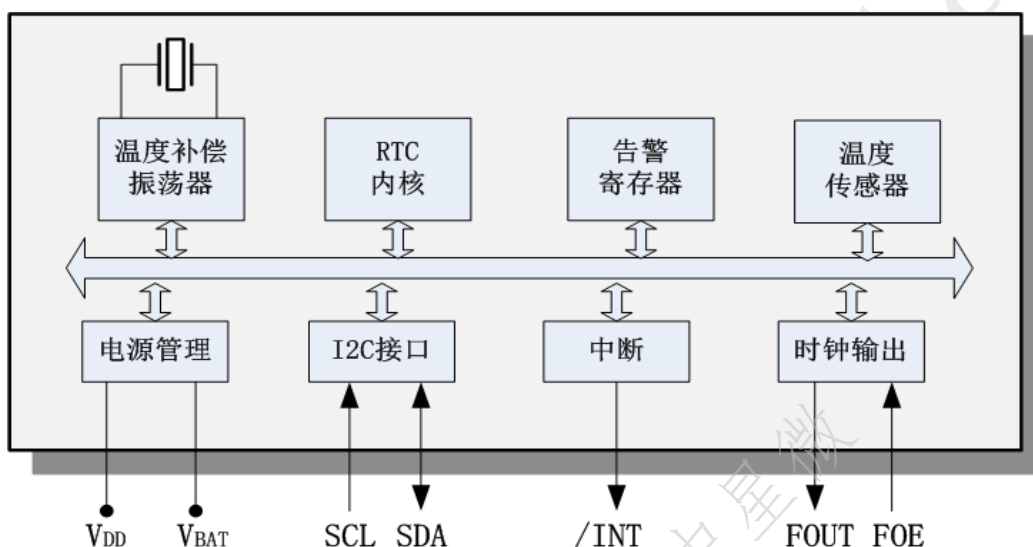 温度补偿
振荡器
RTC
内核
告警
寄存器
温度
传感器
电源管理
I2C接口
中断
时钟输出
VDD VBAT SCL SDA /INT FOUT FOE
星微